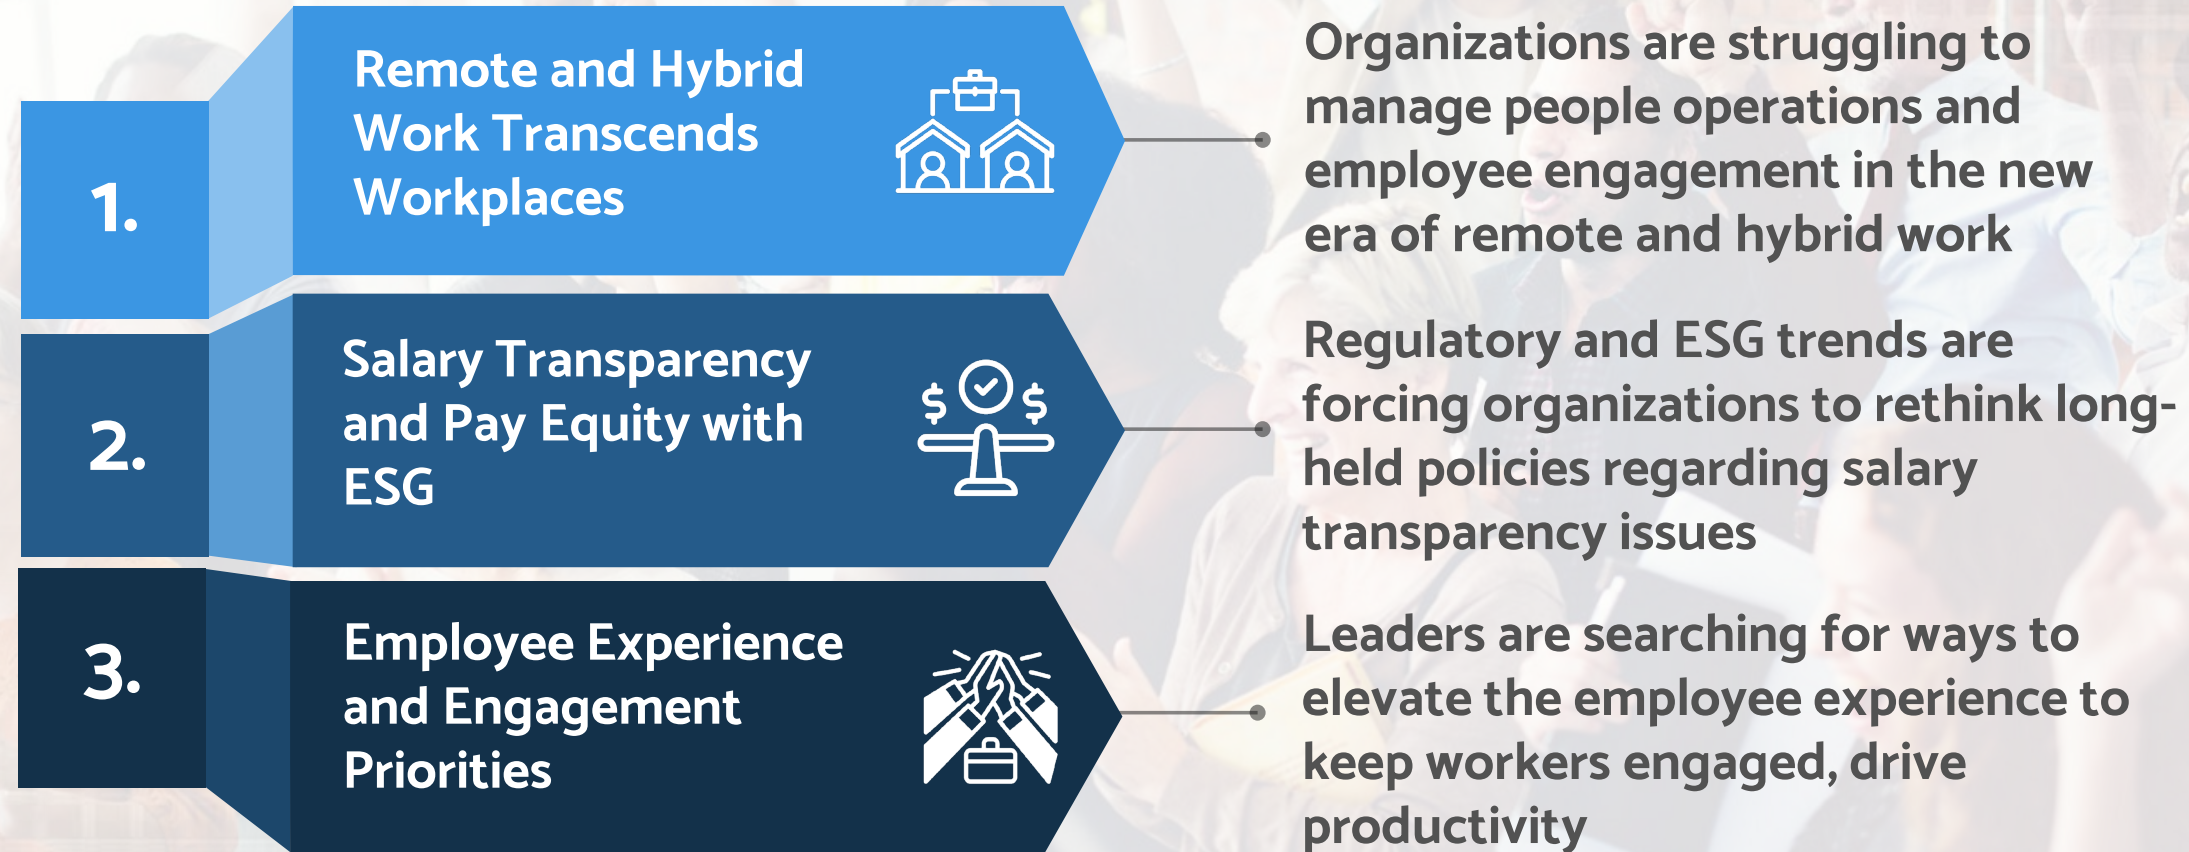 1.
Remote and Hybrid
Work Transcends
Workplaces
Organizations are struggling to
manage people operations and
employee engagement in the new
era of remote and hybrid work
2.
Salary Transparency
and Pay Equity with
ESG
$ $
Regulatory and ESG trends are
forcing organizations to rethink long-
held policies regarding salary
transparency issues
3.
Employee Experience
and Engagement
Priorities
Leaders are searching for ways to
elevate the employee experience to
keep workers engaged, drive
productivity